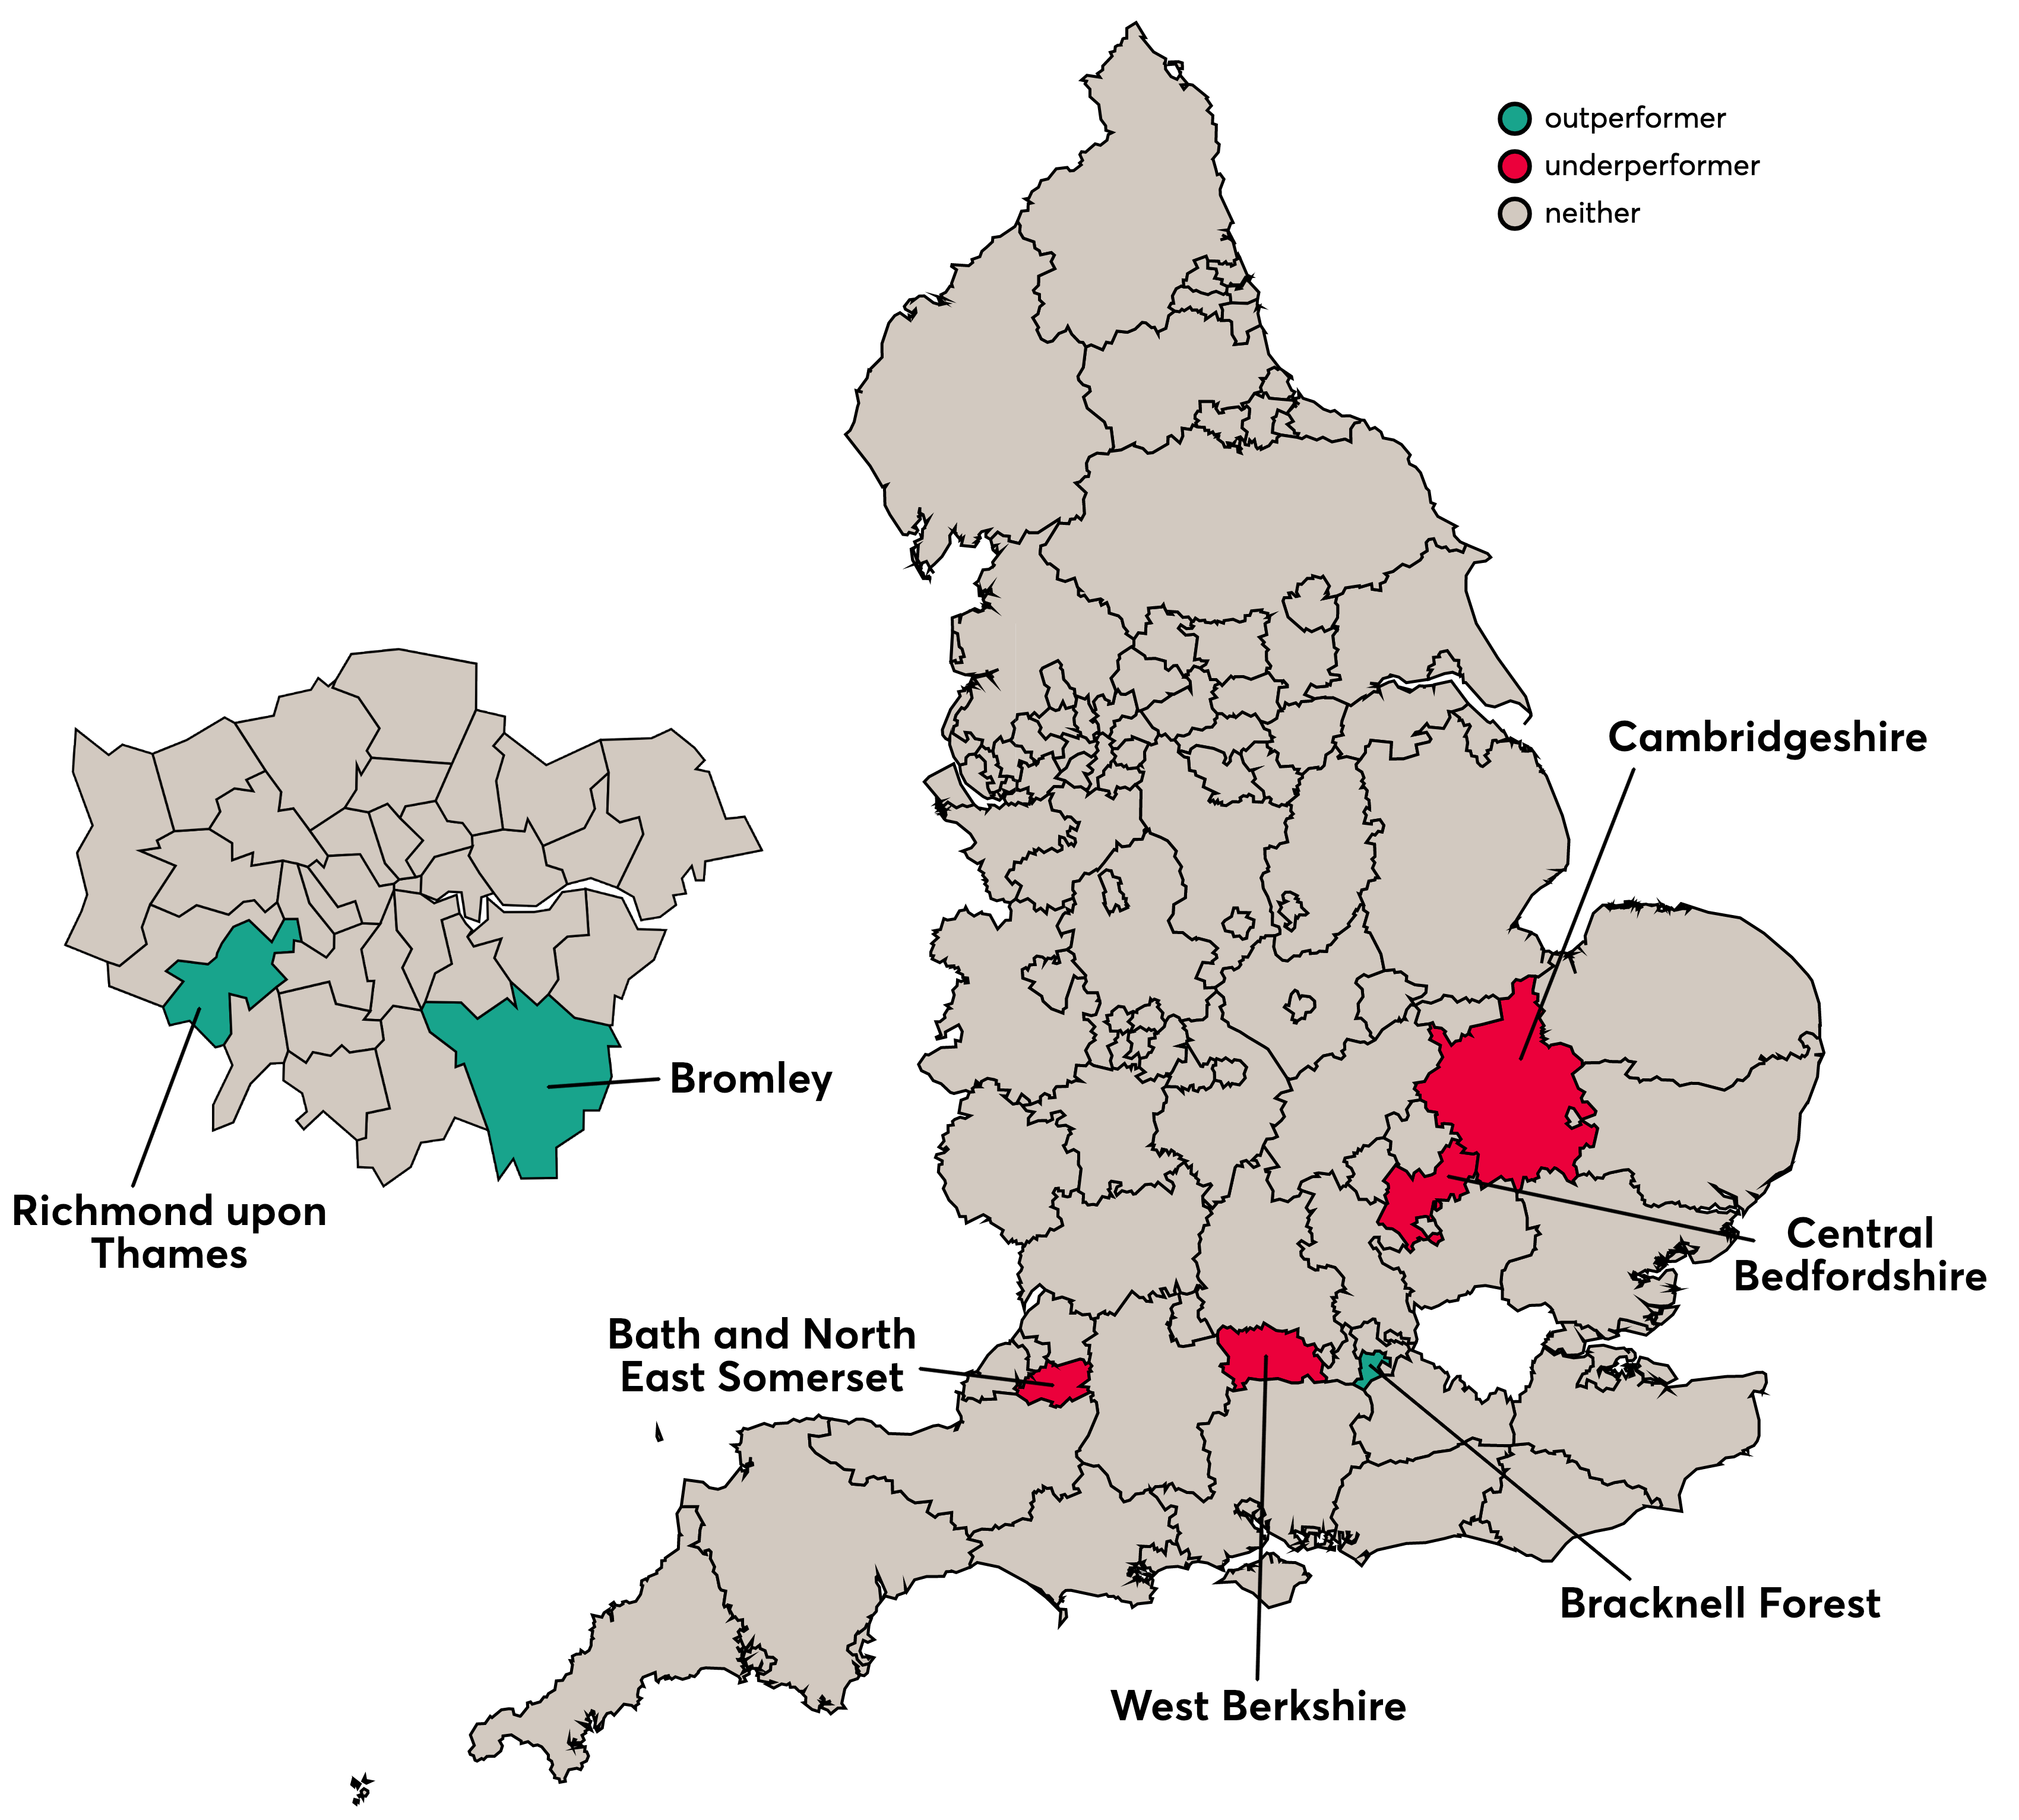 outperformer
underperformer
neither
Cambridgeshire
Bromley
Richmond upon
Thames
Central
Bedfordshire
Bath and North
East Somerset
Bracknell Forest
West Berkshire